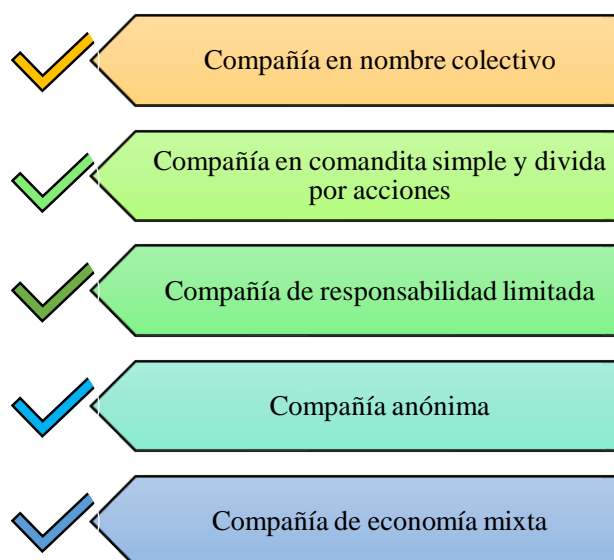 Compañía en nombre colectivo
Compañía en comandita simple y divida
por acciones
Compañía de responsabilidad limitada
Compañía anónima
Compañía de economía mixta